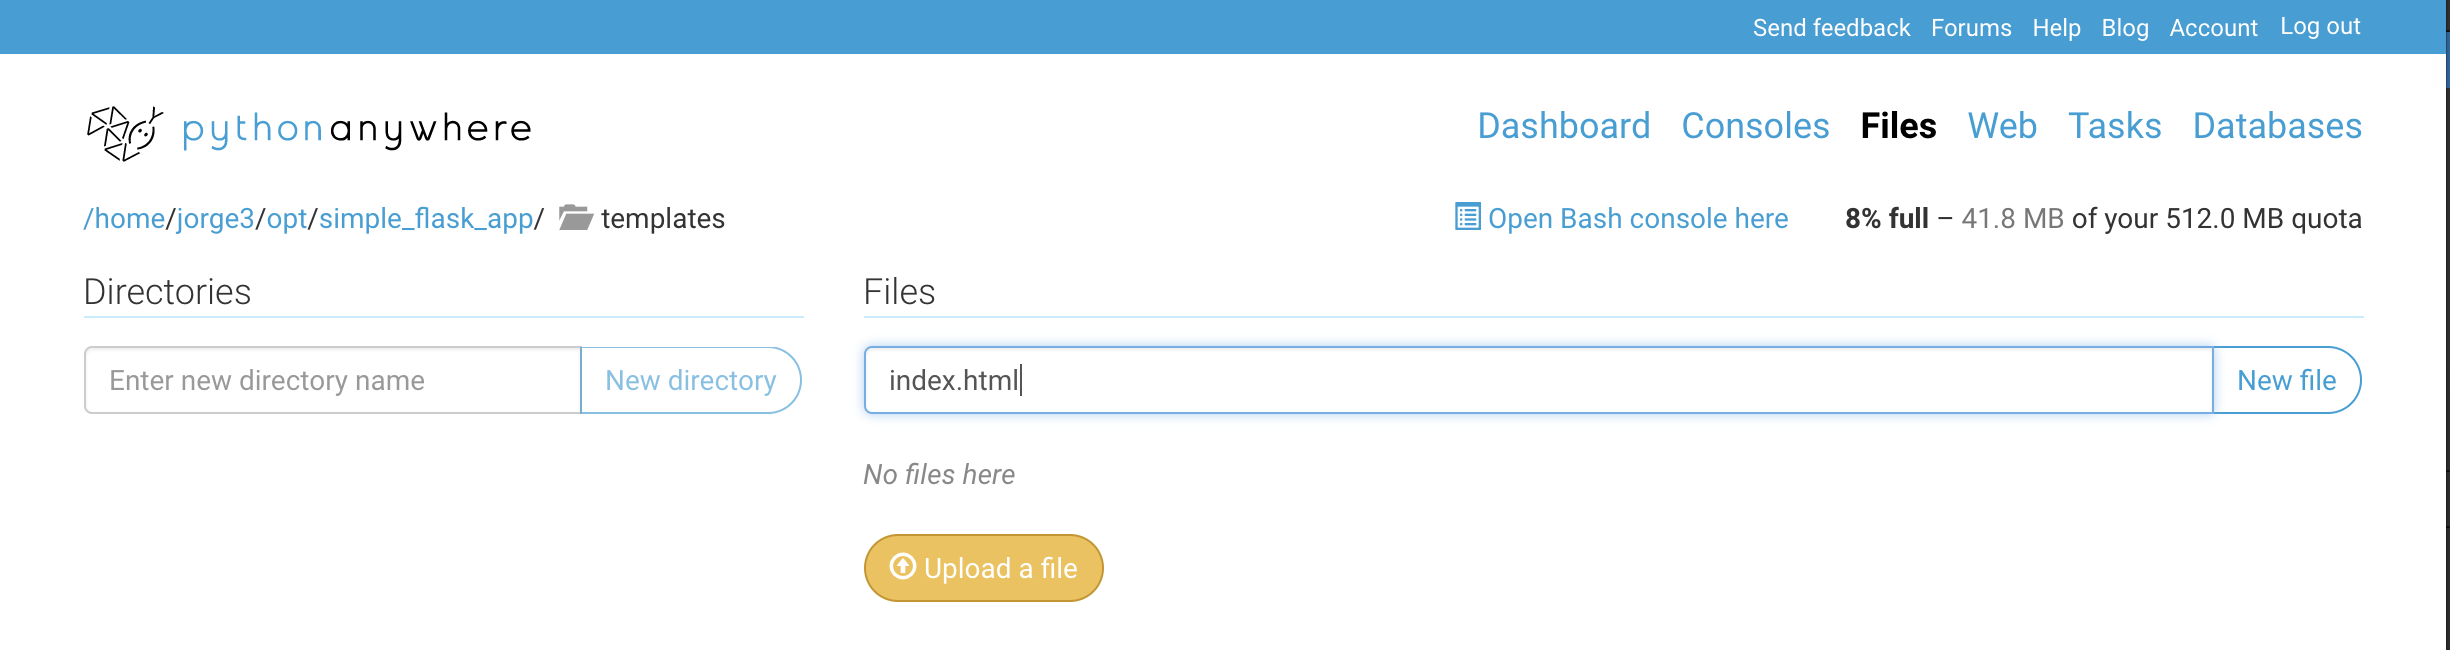 Send feedback Forums Help Blog Account Log out
pythonanywhere
Dashboard Consoles Files Web Tasks Databases
/home/jorge3/opt/simple_flask_app/ templates
Open Bash console here
8% full – 41.8 MB of your 512.0 MB quota
Directories
Files
Enter new directory name
New directory
index.html
New file
No files here
Upload a file